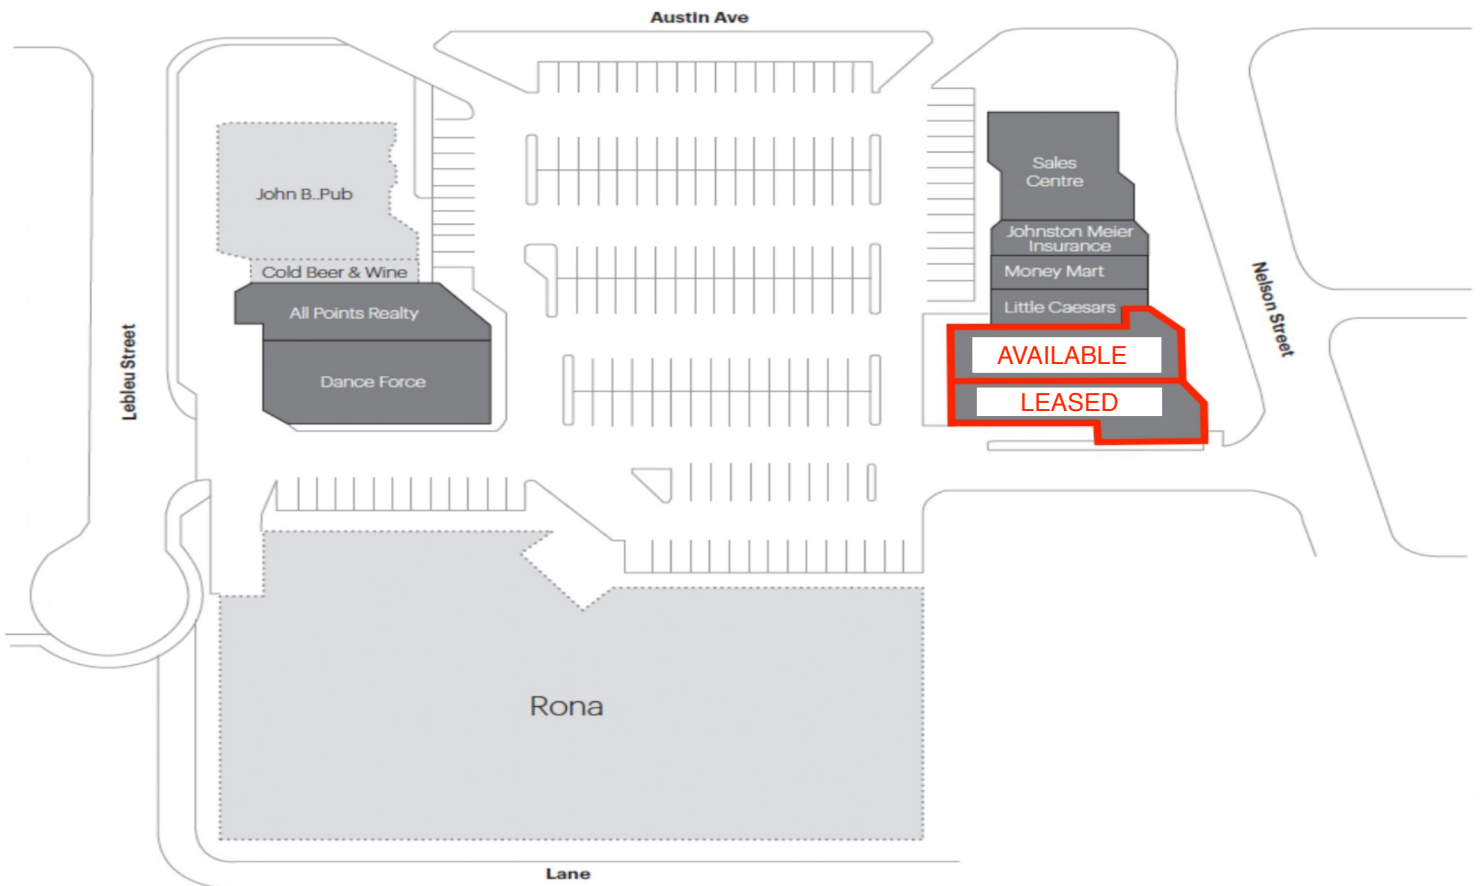 Austin Ave
Sales
Centre
John B..Pub
Johnston Meier
Insurance
Cold Beer & Wine
Money Mart
All Points Realty
Little Caesars
Nelson Street
AVAILABLE
Lebleu Street
Dance Force
LEASED
Rona
Lane